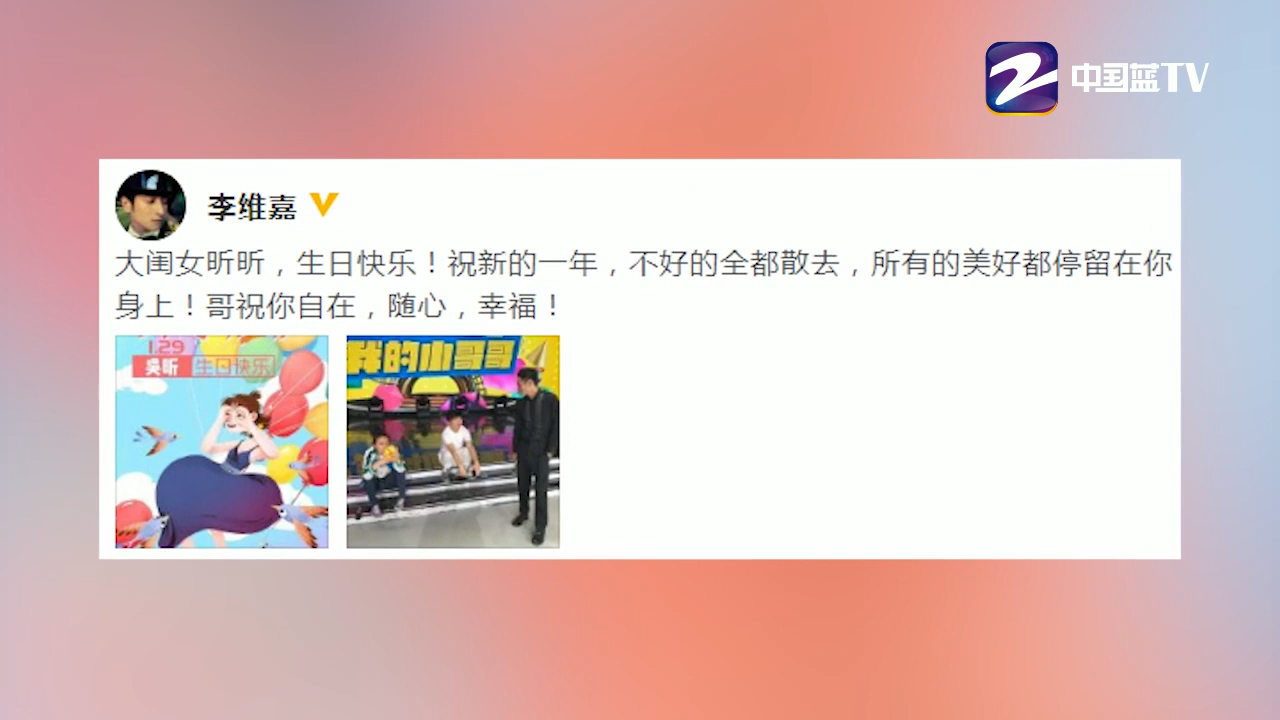 中国蓝TV
李维嘉
大闺女昕昕，生日快乐！祝新的一年，不好的全都散去，所有的美好都停留在你
身上！哥祝你自在，随心，幸福！
1.29
吴昕 生日快乐
我的小哥哥